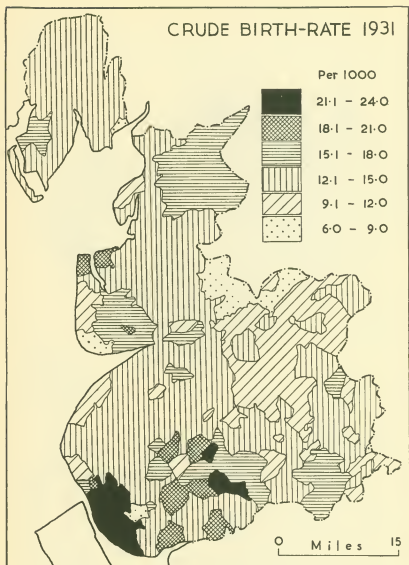 CRUDE BIRTH-RATE 1931
Per 1000
21·1 – 24·0
18·1 – 21·0
15·1 – 18·0
12·1 – 15·0
9·1 – 12·0
6·0 – 9·0
0 Miles 15